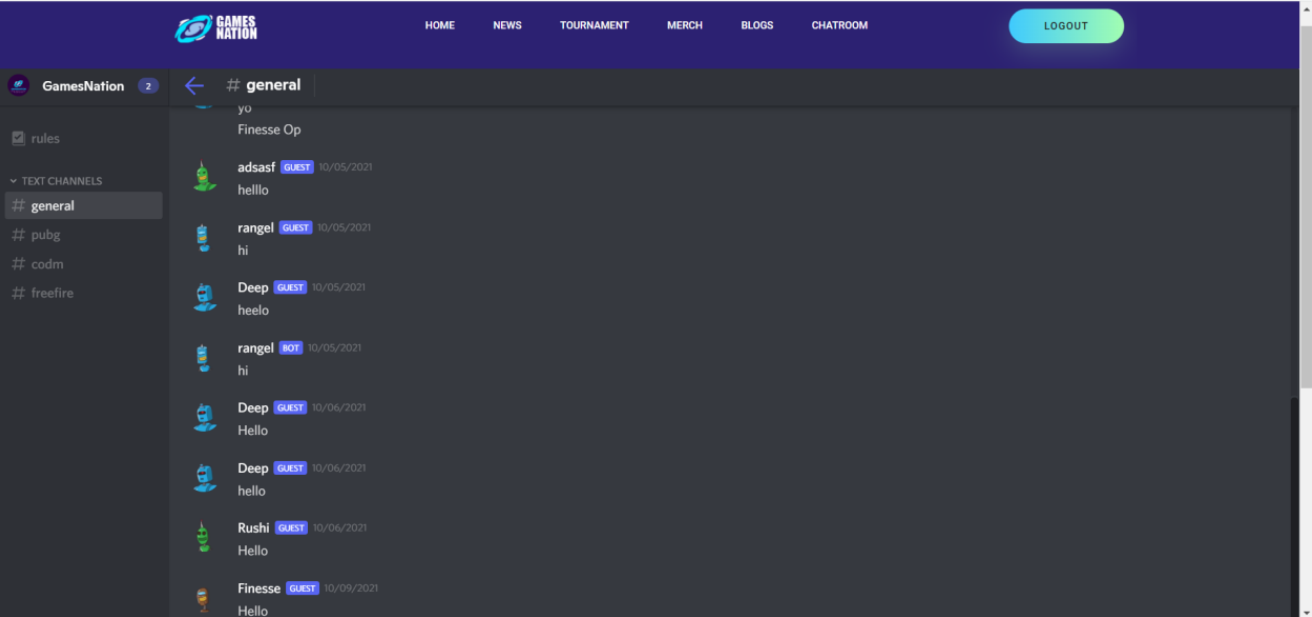 GAMES
NATION
HOME NEWS TOURNAMENT MERCH BLOGS CHATROOM LOGOUT
GamesNation 2
# general
rules
TEXT CHANNELS
# general
# pubg
# codm
# freefire
yo
Finesse Op
adsasf GUEST 10/05/2021
helllo
rangel GUEST 10/05/2021
hi
Deep GUEST 10/05/2021
heelo
rangel BOT 10/05/2021
hi
Deep GUEST 10/06/2021
Hello
Deep GUEST 10/06/2021
hello
Rushi GUEST 10/06/2021
Hello
Finesse GUEST 10/09/2021
Hello